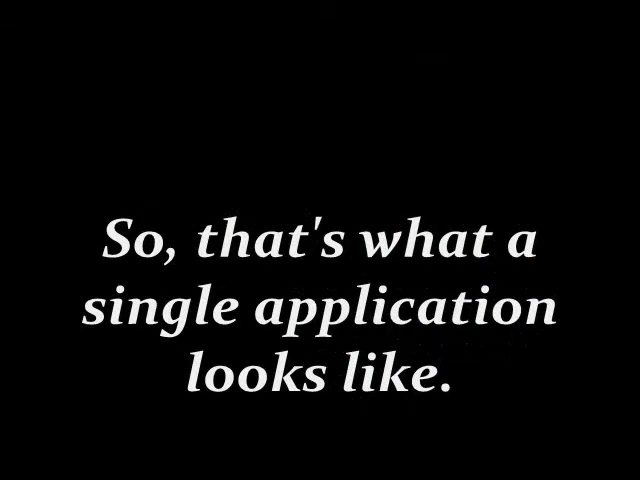 So, that's what a
single application
looks like.